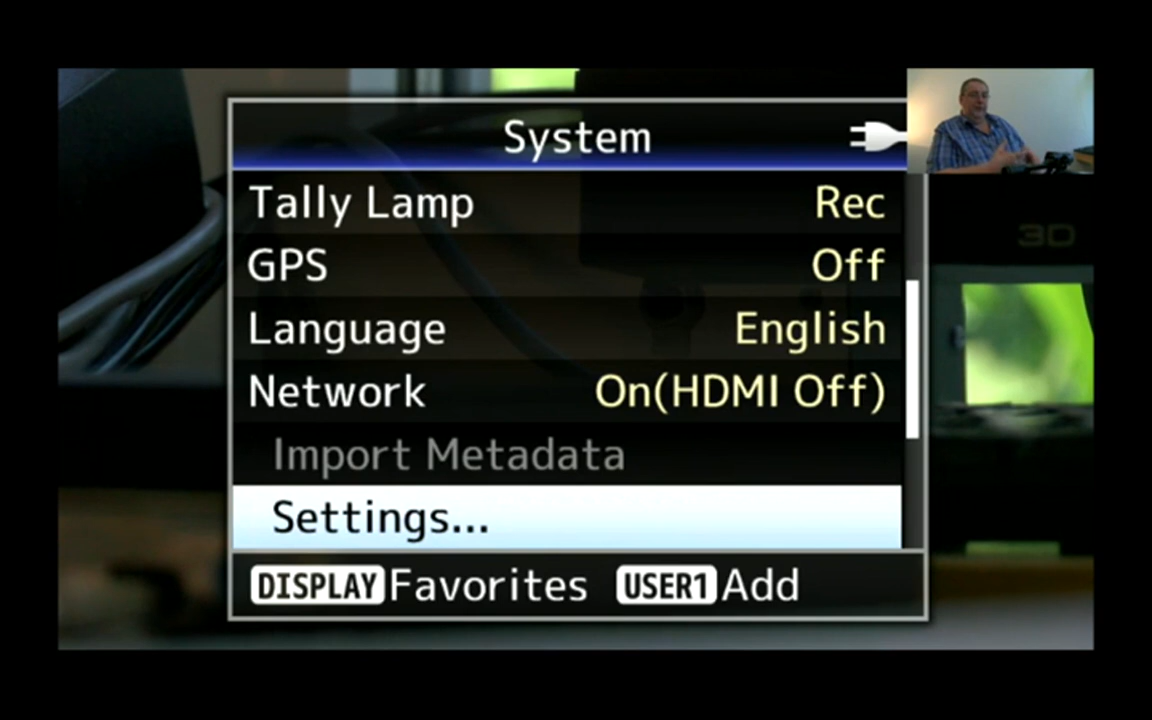 System
Tally Lamp Rec
GPS Off
3D
Language English
Network On(HDMI Off)
Import Metadata
Settings...
DISPLAY Favorites USER1 Add